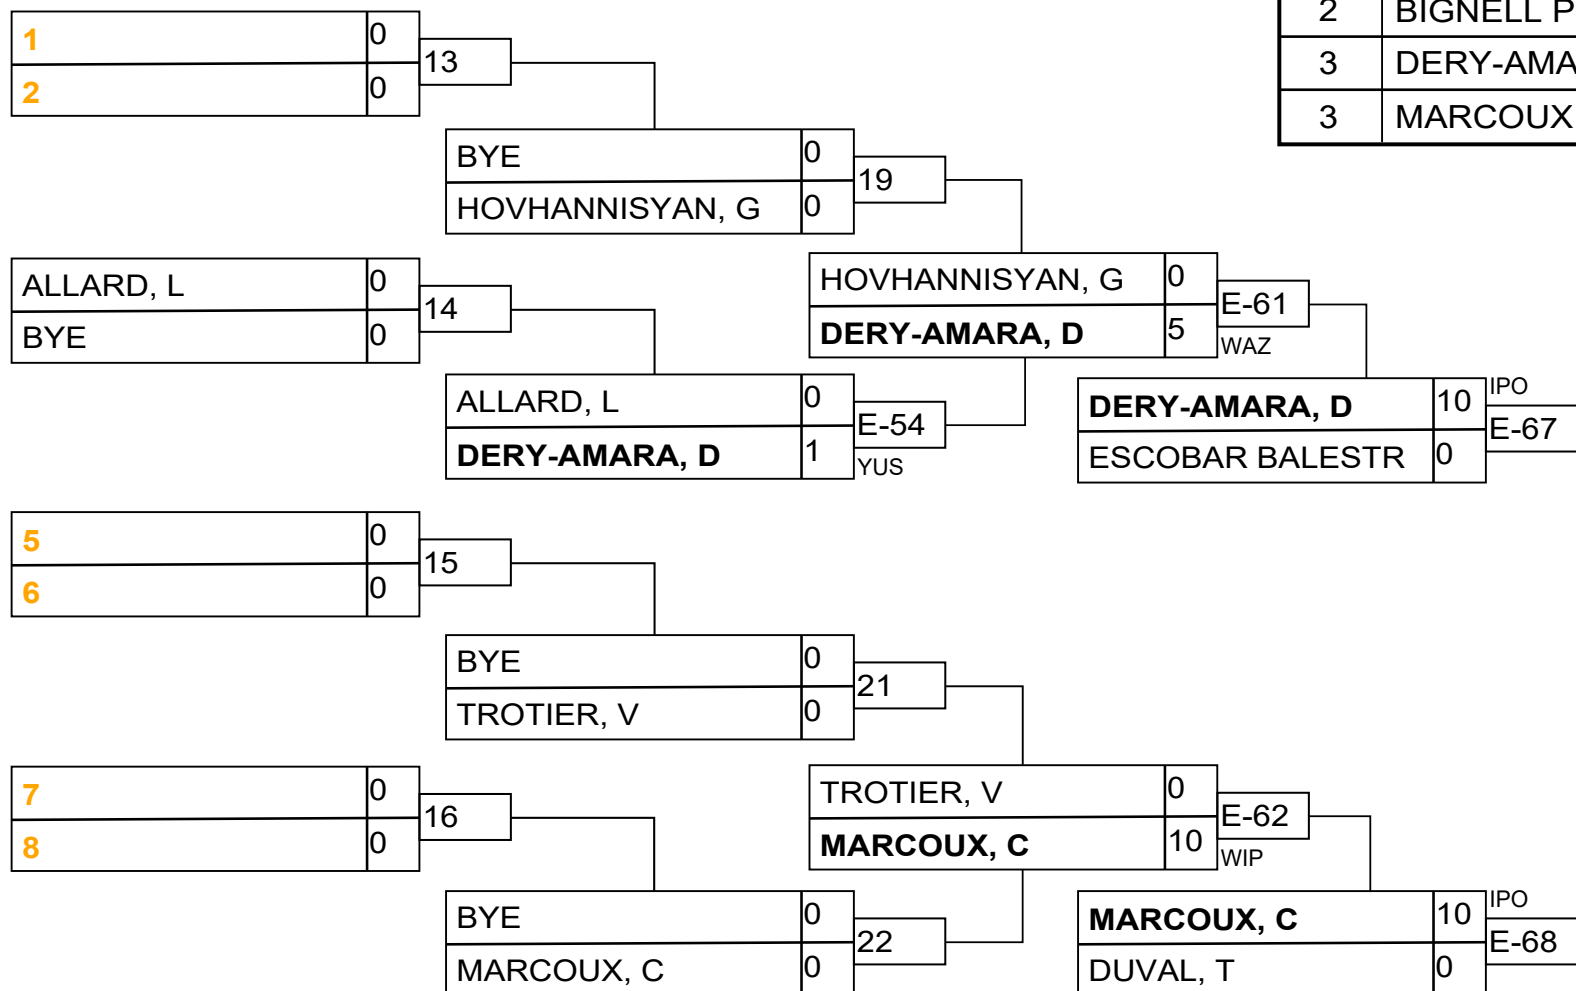 2 BIGNELL P
3 DERY-AMA
3 MARCOUX
1 0
2 0
13
BYE 0
HOVHANNISYAN, G 0
19
ALLARD, L 0
BYE 0
14
HOVHANNISYAN, G 0
DERY-AMARA, D 5
E-61
WAZ
ALLARD, L 0
DERY-AMARA, D 1
E-54
YUS
DERY-AMARA, D 10
ESCOBAR BALESTR 0
IPO
E-67
5 0
6 0
15
BYE 0
TROTIER, V 0
21
7 0
8 0
16
TROTIER, V 0
MARCOUX, C 10
E-62
WIP
BYE 0
MARCOUX, C 0
22
MARCOUX, C 10
DUVAL, T 0
IPO
E-68